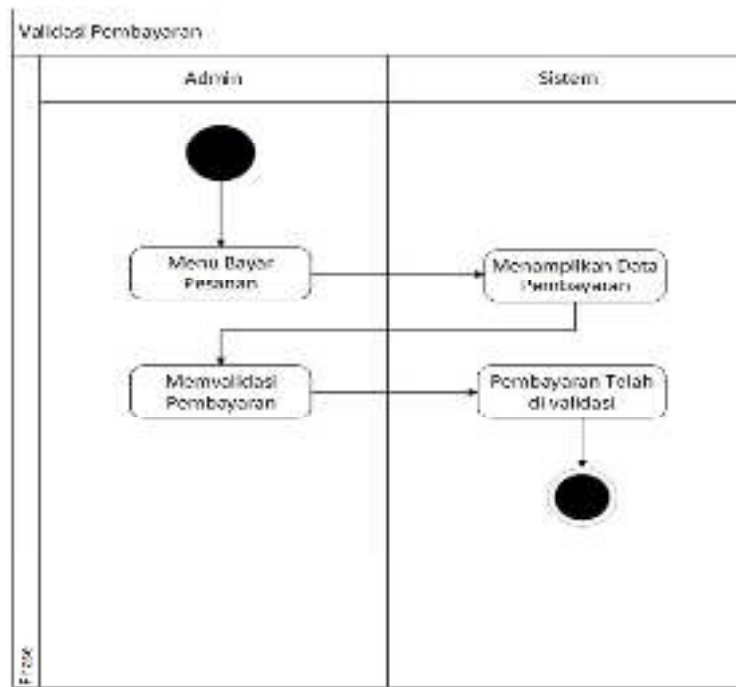 Validasi Pembayaran
Admin
Sistem
Menu Bayar
Pesanan
Menampilkan Data
Pembayaran
Memvalidasi
Pembayaran
Pembayaran Telah
di validasi